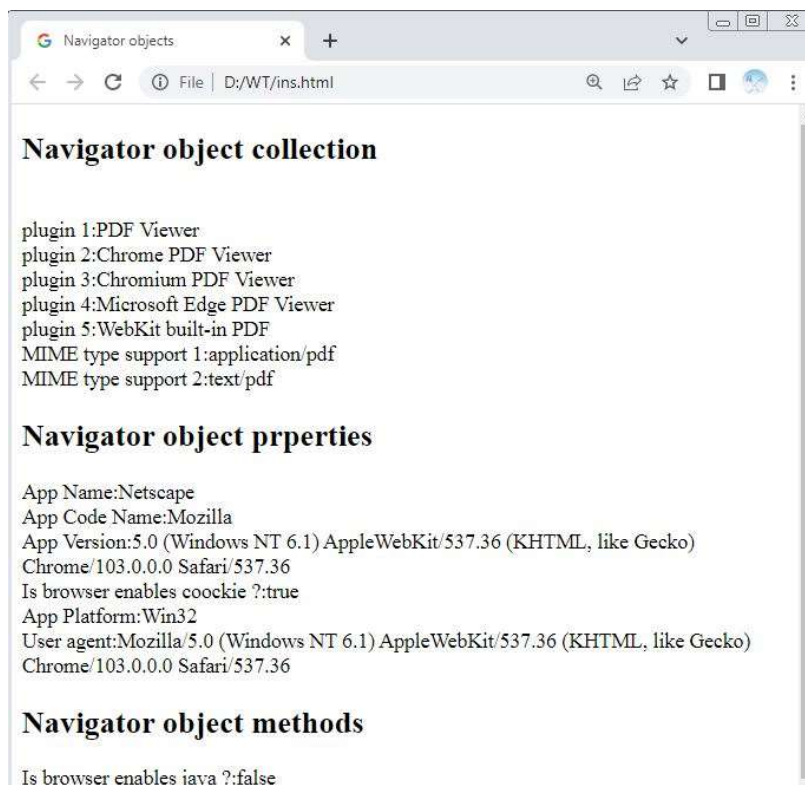 Navigator objects
File D:/WT/ins.html
Navigator object collection
plugin 1:PDF Viewer
plugin 2:Chrome PDF Viewer
plugin 3:Chromium PDF Viewer
plugin 4:Microsoft Edge PDF Viewer
plugin 5:WebKit built-in PDF
MIME type support 1:application/pdf
MIME type support 2:text/pdf
Navigator object prperties
App Name:Netscape
App Code Name:Mozilla
App Version:5.0 (Windows NT 6.1) AppleWebKit/537.36 (KHTML, like Gecko)
Chrome/103.0.0.0 Safari/537.36
Is browser enables coockie ?:true
App Platform:Win32
User agent:Mozilla/5.0 (Windows NT 6.1) AppleWebKit/537.36 (KHTML, like Gecko)
Chrome/103.0.0.0 Safari/537.36
Navigator object methods
Is browser enables java ?:false